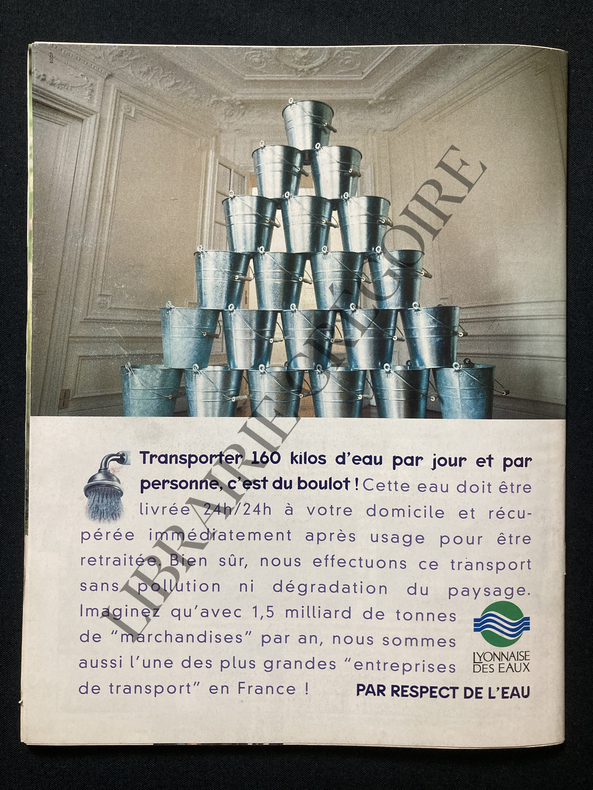 Transporter 160 kilos d'eau par jour et par
personne, c'est du boulot ! Cette eau doit être
livrée 24h/24h à votre domicile et récu-
pérée immédiatement après usage pour être
retraitée. Bien sûr, nous effectuons ce transport
sans pollution ni dégradation du paysage.
Imaginez qu'avec 1,5 milliard de tonnes
de "marchandises" par an, nous sommes
aussi l'une des plus grandes "entreprises
de transport" en France !
LYONNAISE
DES EAUX
PAR RESPECT DE L'EAU
LIBRAIRIE GRÉGOIRE